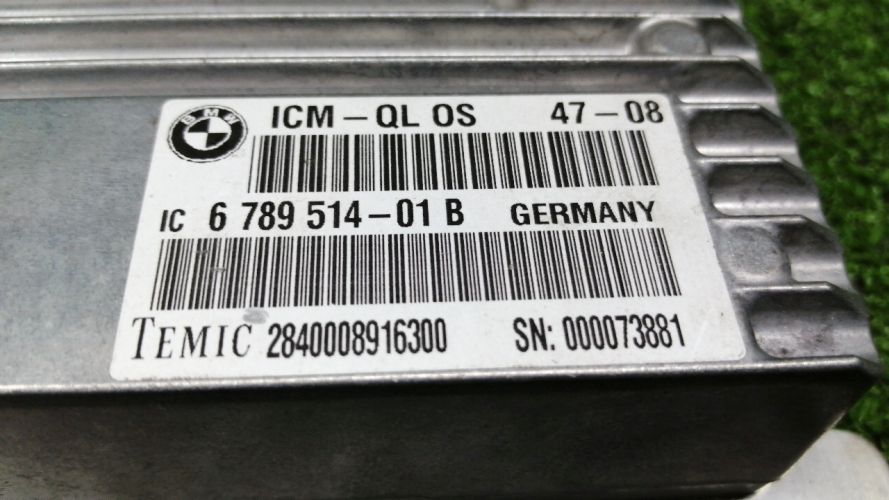 BMW
ICM-QL OS 47-08
IC 6 789 514-01 B GERMANY
TEMIC 2840008916300 SN: 000073881